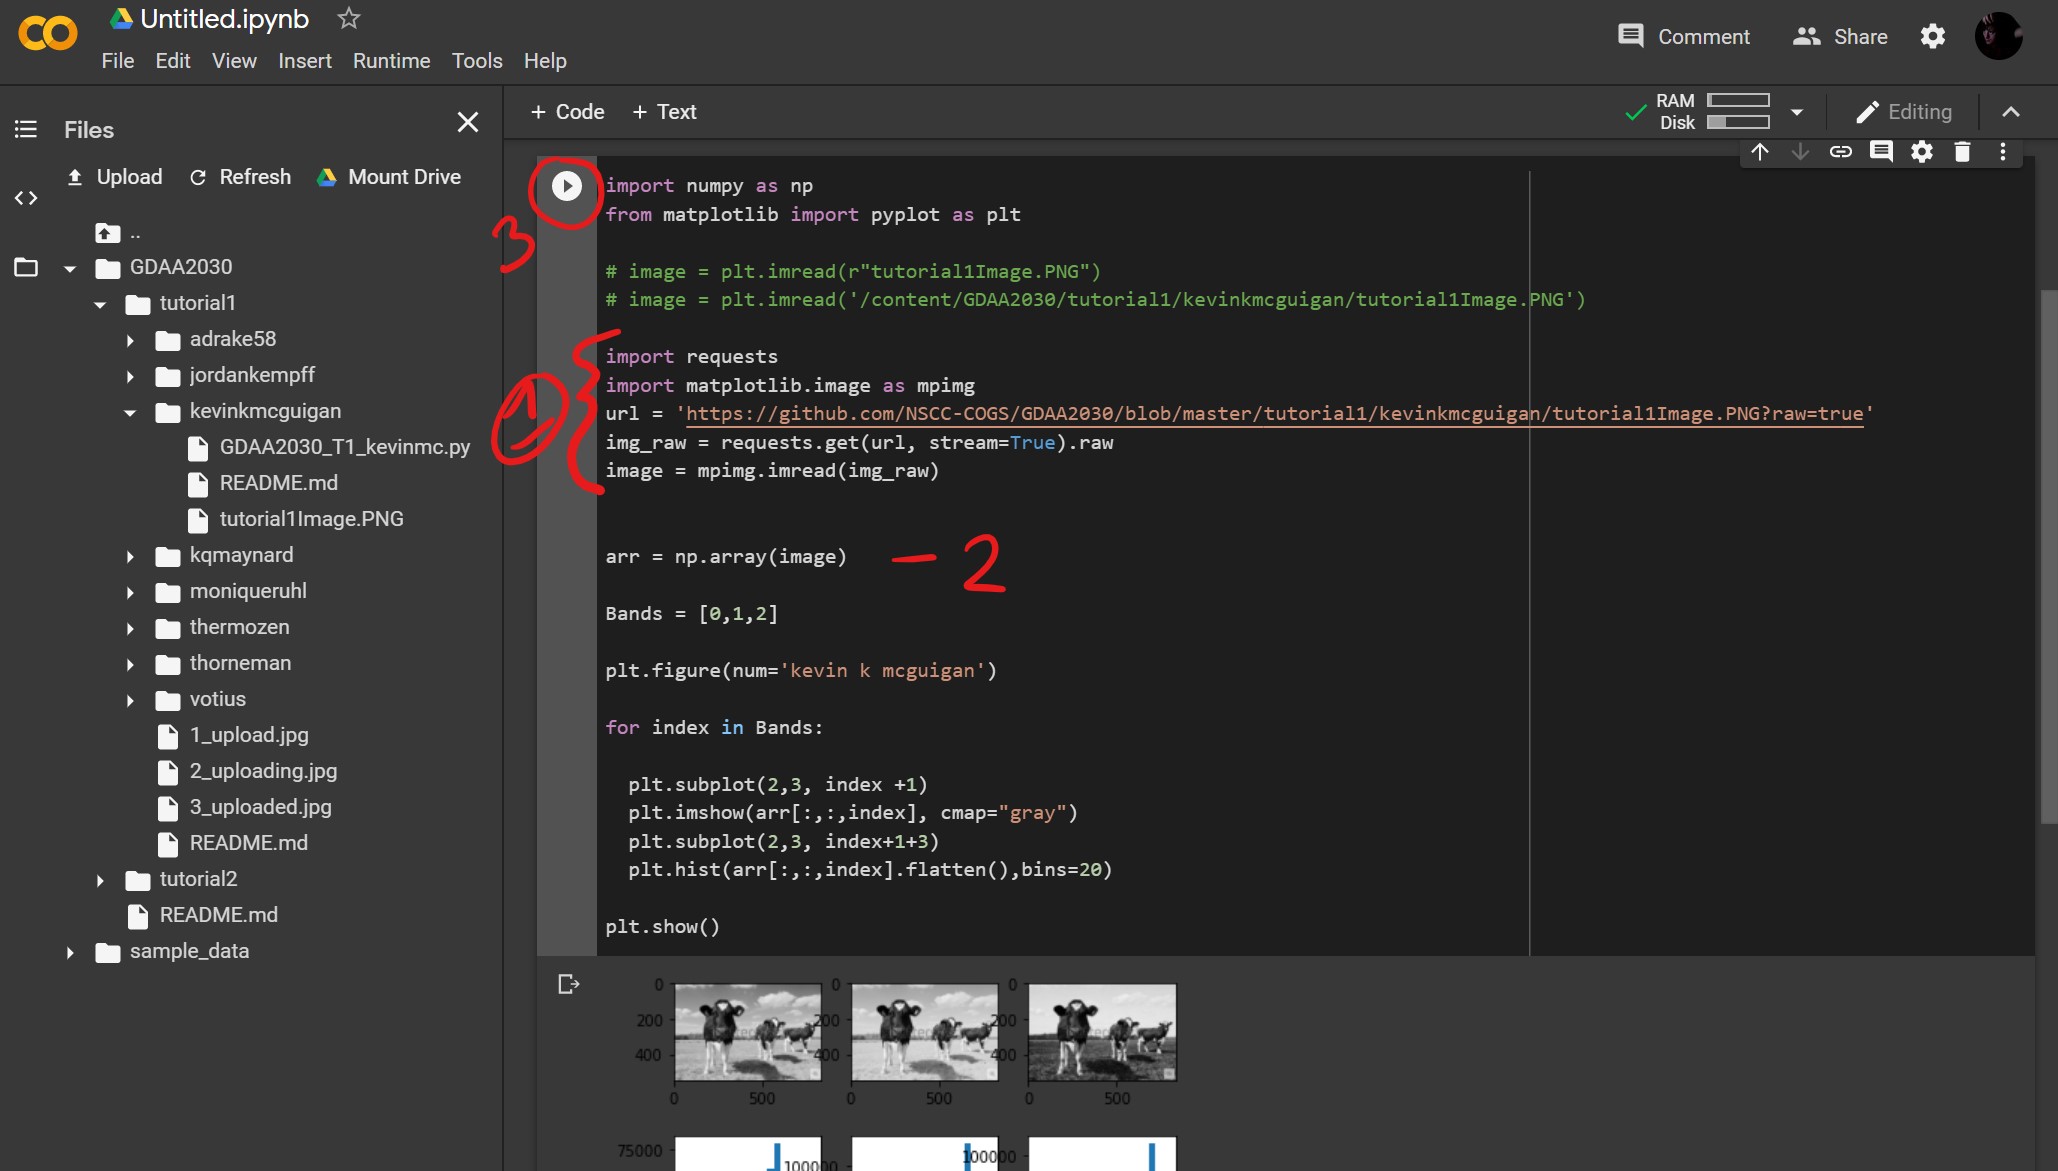 Untitled.ipynb
File Edit View Insert Runtime Tools Help
Comment Share
Files
Upload Refresh Mount Drive
..
GDAA2030
tutorial1
adrake58
jordankempff
kevinkmcguigan
GDAA2030_T1_kevinmc.py
README.md
tutorial1Image.PNG
kqmaynard
moniqueruhl
thermozen
thorneman
votius
1_upload.jpg
2_uploading.jpg
3_uploaded.jpg
README.md
tutorial2
README.md
sample_data
+ Code + Text
RAM
Disk
Editing
3
import numpy as np
from matplotlib import pyplot as plt
# image = plt.imread(r"tutorial1Image.PNG")
# image = plt.imread('/content/GDAA2030/tutorial1/kevinkmcguigan/tutorial1Image.PNG')
1
import requests
import matplotlib.image as mpimg
url = 'https://github.com/NSCC-COGS/GDAA2030/blob/master/tutorial1/kevinkmcguigan/tutorial1Image.PNG?raw=true'
img_raw = requests.get(url, stream=True).raw
image = mpimg.imread(img_raw)
arr = np.array(image) - 2
Bands = [0,1,2]
plt.figure(num='kevin k mcguigan')
for index in Bands:
plt.subplot(2,3, index +1)
plt.imshow(arr[:,:,index], cmap="gray")
plt.subplot(2,3, index+1+3)
plt.hist(arr[:,:,index].flatten(),bins=20)
plt.show()
0 0 0
200 200 200
400 400 400
0 500 0 500 0 500
75000 100000 100000